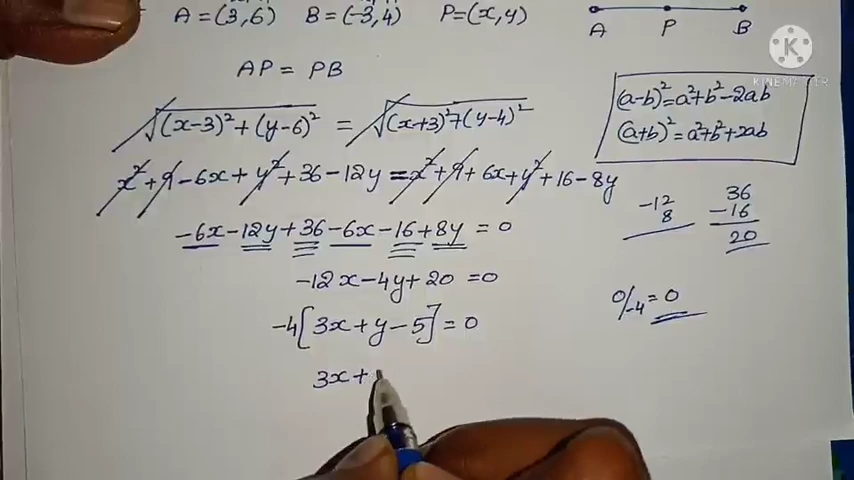 A=(3,6) B=(-3,4) P=(x,y)
A P B
AP = PB
√(x-3)²+(y-6)² = √(x+3)²+(y-4)²
(a-b)²=a²+b²-2ab
(a+b)²=a²+b²+2ab
x²+9-6x+y²+36-12y=x²+9+6x+y²+16-8y
-6x-12y+36-6x-16+8y=0
-12
8
36
-16
20
-12x-4y+20=0
-4[3x+y-5]=0
0/-4=0
3x+
K
KINEMASTER